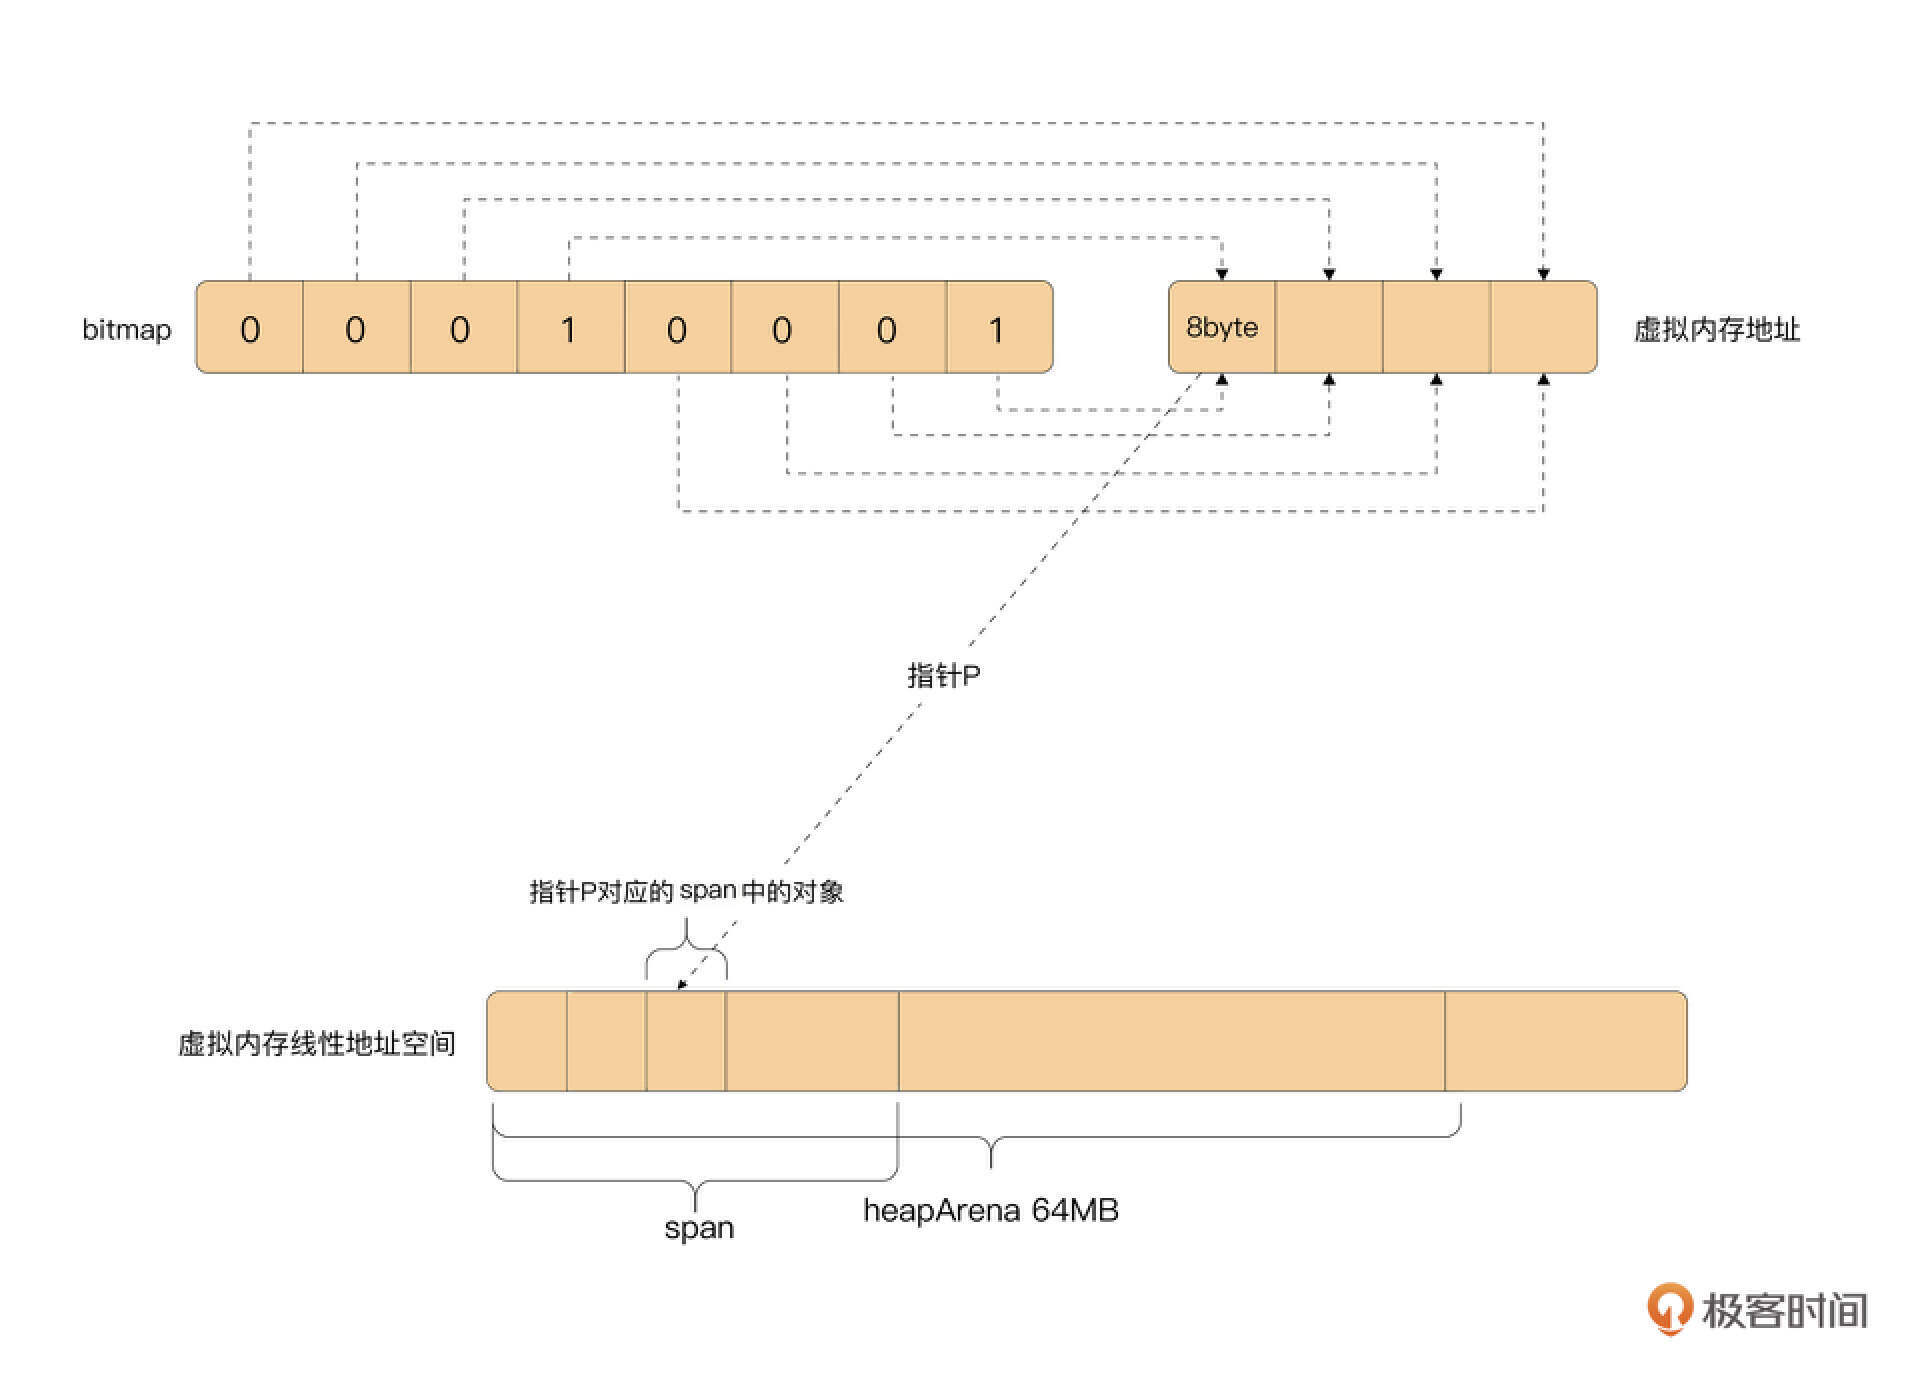 bitmap 0 0 0 1 0 0 0 1 8byte 虚拟内存地址
指针P
指针P对应的 span 中的对象
虚拟内存线性地址空间
heapArena 64MB
span
极客时间